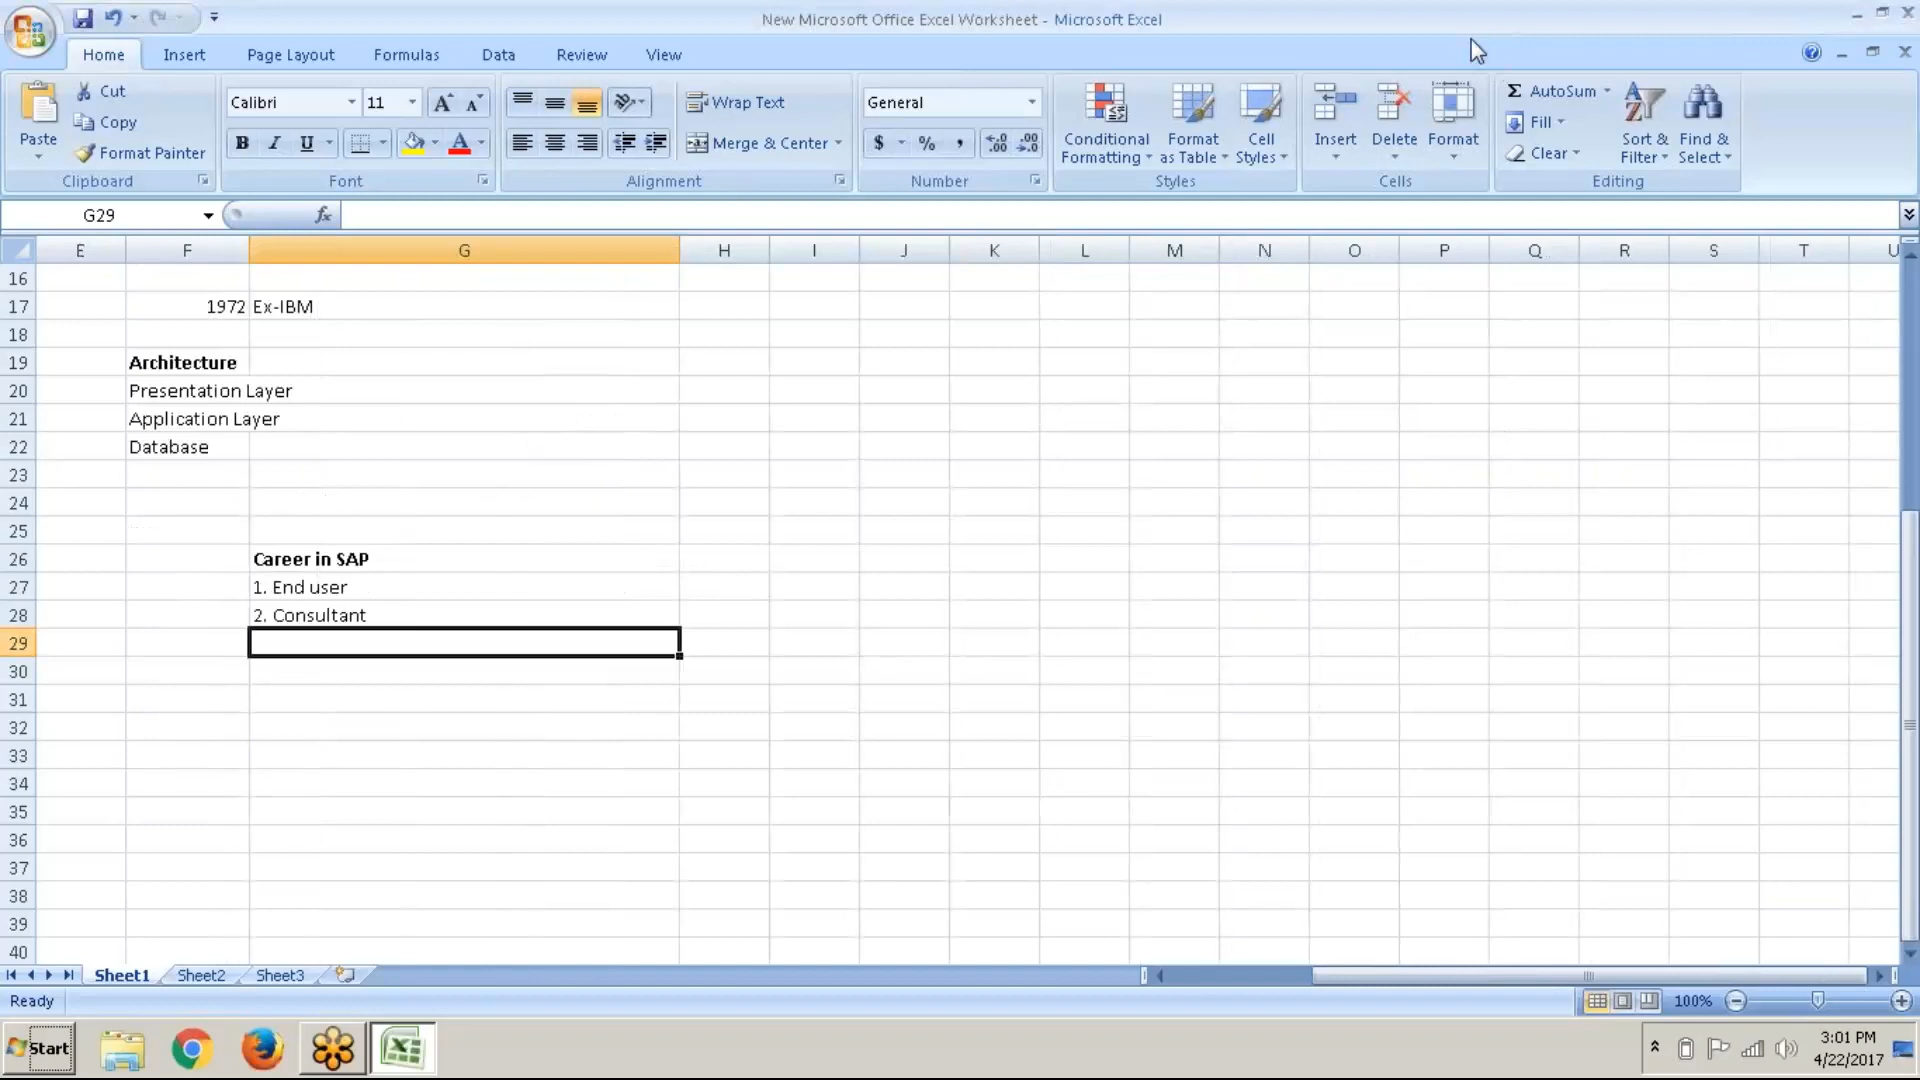 New Microsoft Office Excel Worksheet - Microsoft Excel
Home Insert Page Layout Formulas Data Review View
Paste
Cut
Copy
Format Painter
Clipboard
Calibri 11
B I U
Font
Wrap Text
Merge & Center
Alignment
General
$ % ,
Number
Conditional Formatting
Format as Table
Cell Styles
Styles
Insert
Delete
Format
Cells
Σ AutoSum
Fill
Clear
Sort & Filter
Find & Select
Editing
G29 fx
E F G H I J K L M N O P Q R S T U
16
17 1972 Ex-IBM
18
19 Architecture
20 Presentation Layer
21 Application Layer
22 Database
23
24
25
26 Career in SAP
27 1. End user
28 2. Consultant
29
30
31
32
33
34
35
36
37
38
39
40
Sheet1 Sheet2 Sheet3
Ready 100%
Start
3:01 PM
4/22/2017